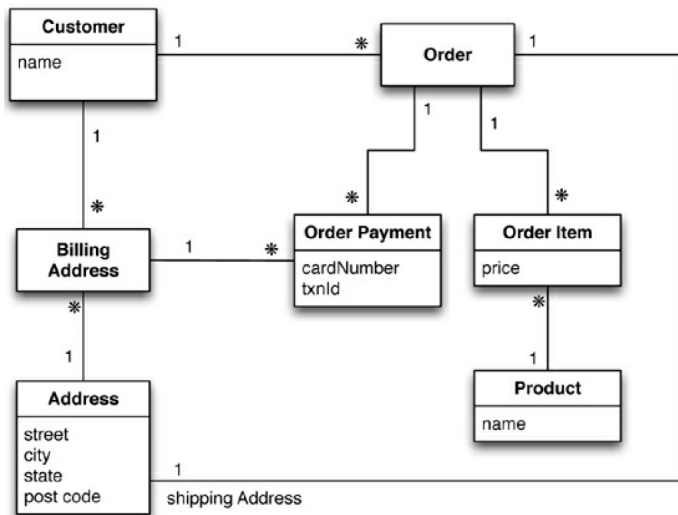 Customer
name
1
*
Order
1
1
*
1
*
1
*
Billing
Address
1
*
Order Payment
cardNumber
txnId
Order Item
price
*
1
*
1
Address
street
city
state
post code
Product
name
1
shipping Address